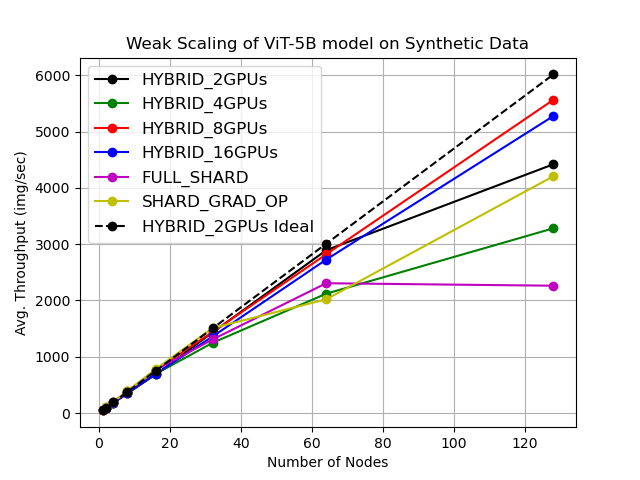 Weak Scaling of ViT-5B model on Synthetic Data
HYBRID_2GPUs
HYBRID_4GPUs
HYBRID_8GPUs
HYBRID_16GPUs
FULL_SHARD
SHARD_GRAD_OP
HYBRID_2GPUs Ideal
Avg. Throughput (img/sec)
6000
5000
4000
3000
2000
1000
0
0 20 40 60 80 100 120
Number of Nodes